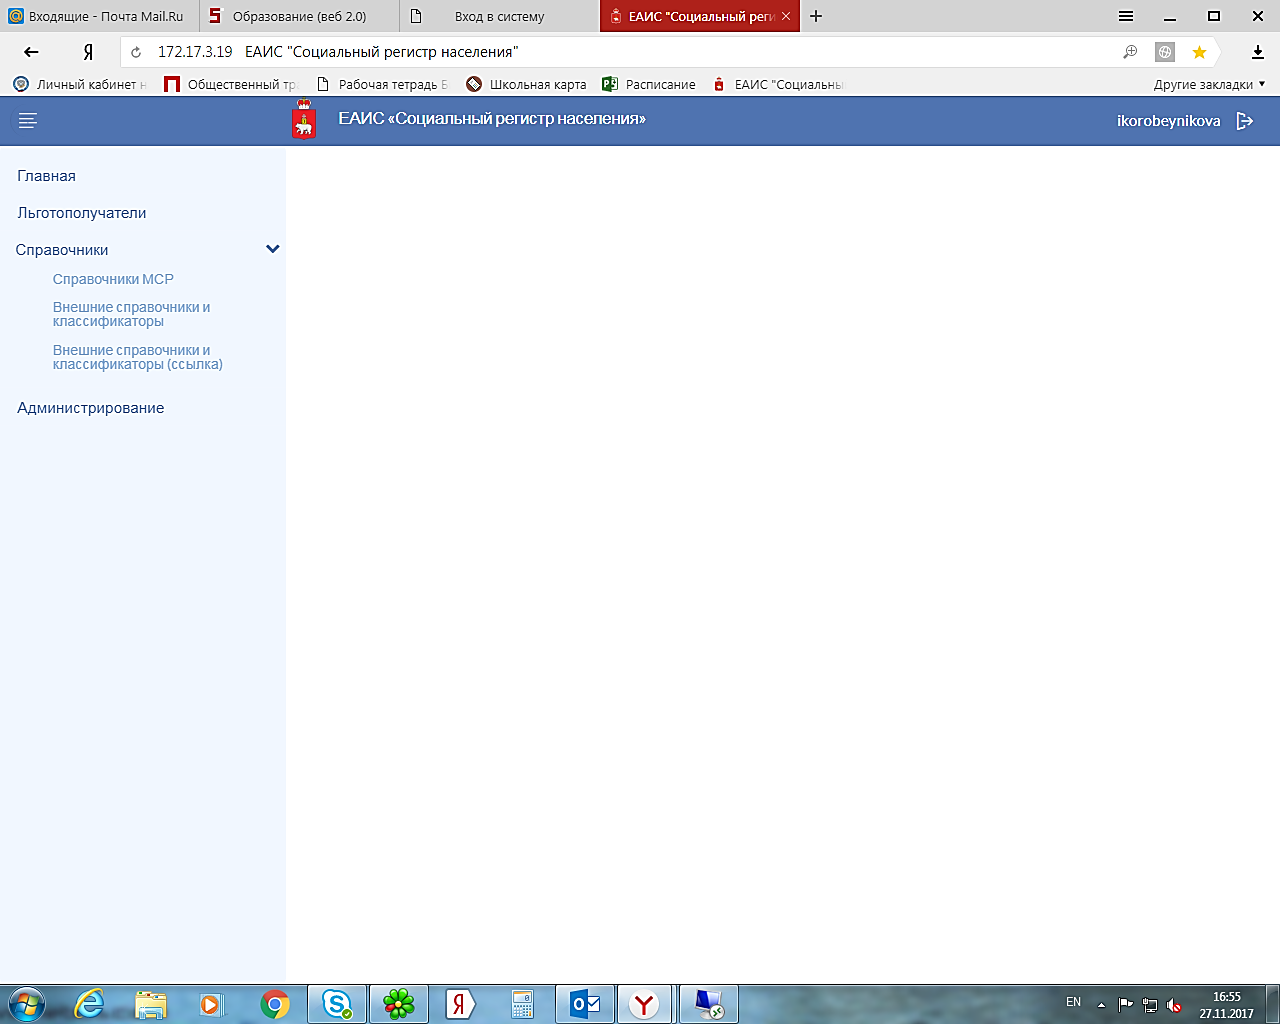 Входящие - Почта Mail.Ru
Образование (веб 2.0)
Вход в систему
ЕАИС "Социальный реги
172.17.3.19 ЕАИС "Социальный регистр населения"
Личный кабинет н
Общественный тра
Рабочая тетрадь Б
Школьная карта
Расписание
ЕАИС "Социальны
Другие закладки
ЕАИС «Социальный регистр населения»
ikorobeynikova
Главная
Льготополучатели
Справочники
Справочники МСР
Внешние справочники и
классификаторы
Внешние справочники и
классификаторы (ссылка)
Администрирование
EN
16:55
27.11.2017